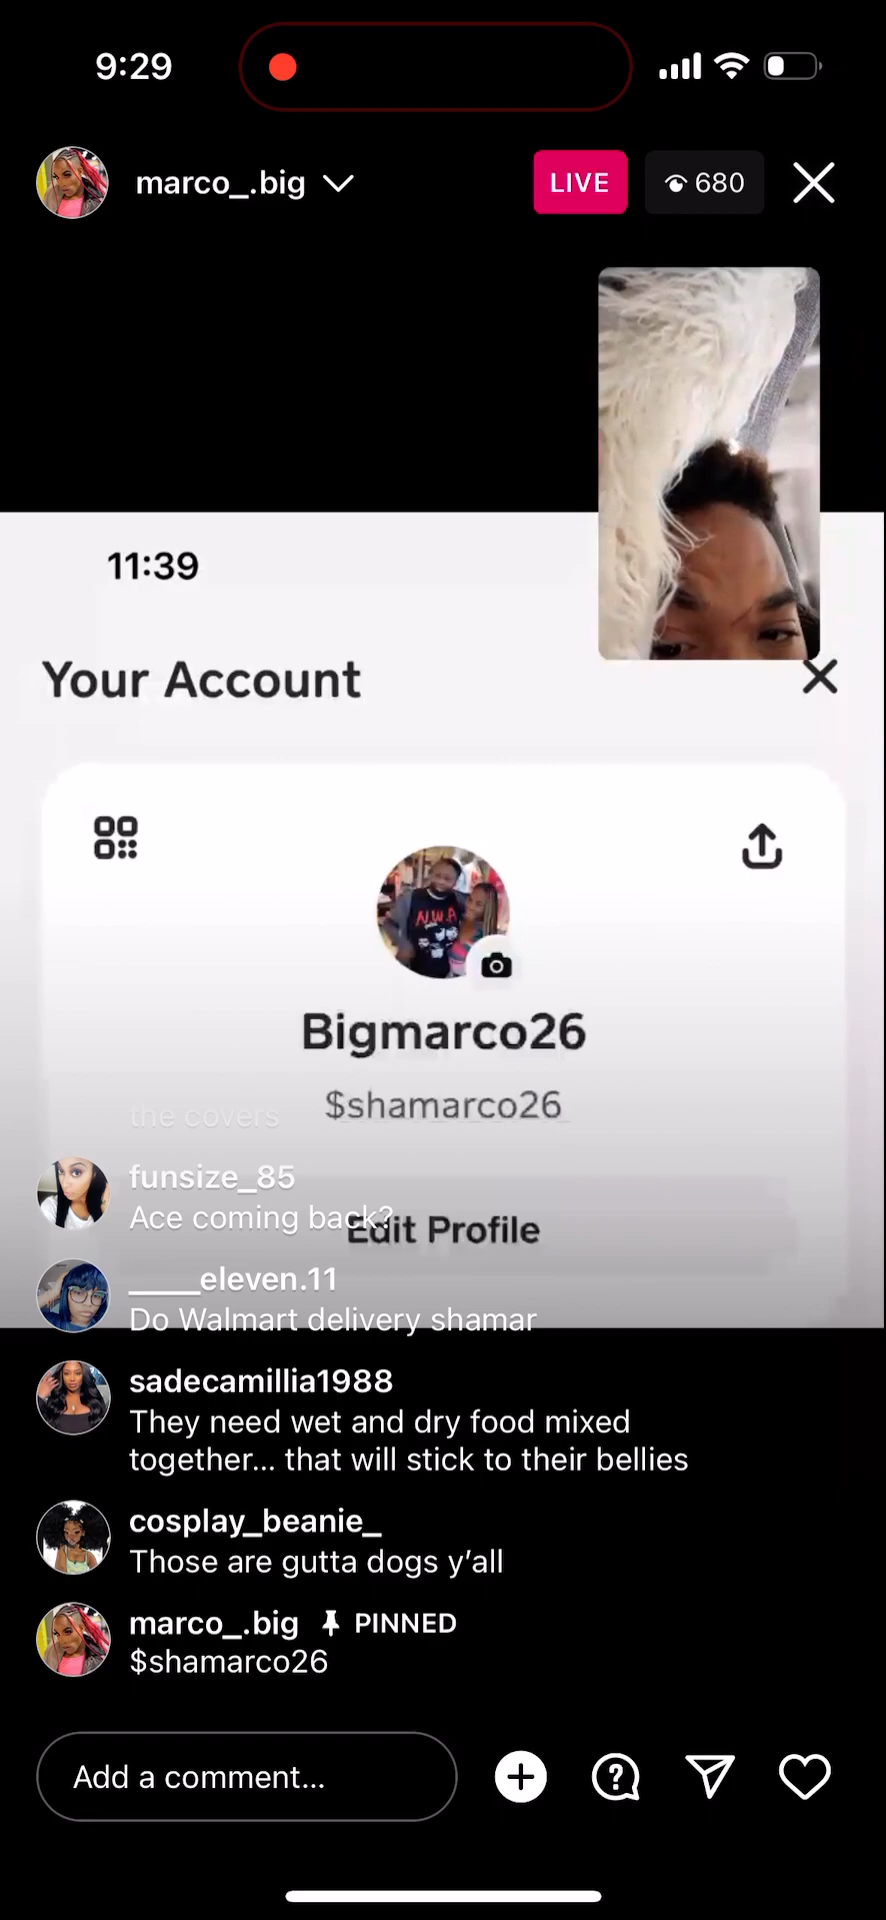 9:29
marco_.big
LIVE
680
11:39
Your Account
N.W.A
Bigmarco26
$shamarco26
the covers
funsize_85
Ace coming back?
Edit Profile
____eleven.11
Do Walmart delivery shamar
sadecamillia1988
They need wet and dry food mixed
together... that will stick to their bellies
cosplay_beanie_
Those are gutta dogs y’all
marco_.big PINNED
$shamarco26
Add a comment...